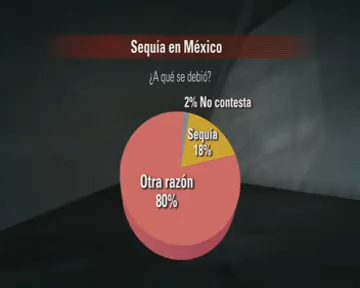 Sequía en México
¿A qué se debió?
2% No contesta
Sequía
18%
Otra razón
80%